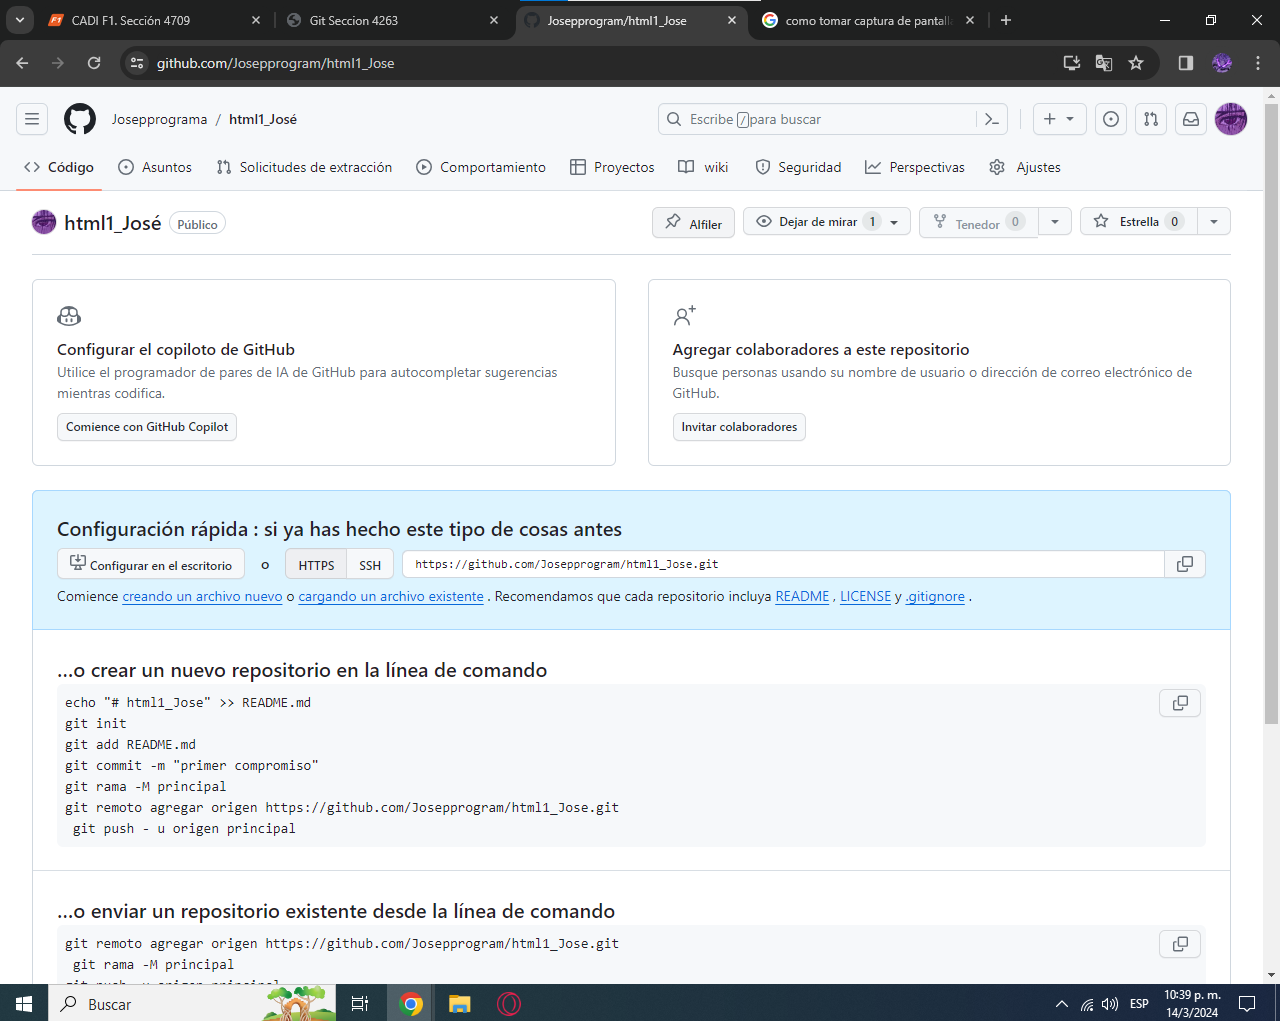 CADI F1. Sección 4709
Git Seccion 4263
Josepprogram/html1_Jose
como tomar captura de pantall
github.com/Josepprogram/html1_Jose
Josepprograma / html1_José
Escribe / para buscar
Código
Asuntos
Solicitudes de extracción
Comportamiento
Proyectos
wiki
Seguridad
Perspectivas
Ajustes
html1_José Público
Alfiler
Dejar de mirar 1
Tenedor 0
Estrella 0
Configurar el copiloto de GitHub
Utilice el programador de pares de IA de GitHub para autocompletar sugerencias
mientras codifica.
Comience con GitHub Copilot
Agregar colaboradores a este repositorio
Busque personas usando su nombre de usuario o dirección de correo electrónico de
GitHub.
Invitar colaboradores
Configuración rápida : si ya has hecho este tipo de cosas antes
Configurar en el escritorio o HTTPS SSH https://github.com/Josepprogram/html1_Jose.git
Comience creando un archivo nuevo o cargando un archivo existente . Recomendamos que cada repositorio incluya README , LICENSE y .gitignore .
...o crear un nuevo repositorio en la línea de comando
echo "# html1_Jose" >> README.md
git init
git add README.md
git commit -m "primer compromiso"
git rama -M principal
git remoto agregar origen https://github.com/Josepprogram/html1_Jose.git
git push - u origen principal
...o enviar un repositorio existente desde la línea de comando
git remoto agregar origen https://github.com/Josepprogram/html1_Jose.git
git rama -M principal
git push - u origen principal
Buscar
ESP
10:39 p. m.
14/3/2024